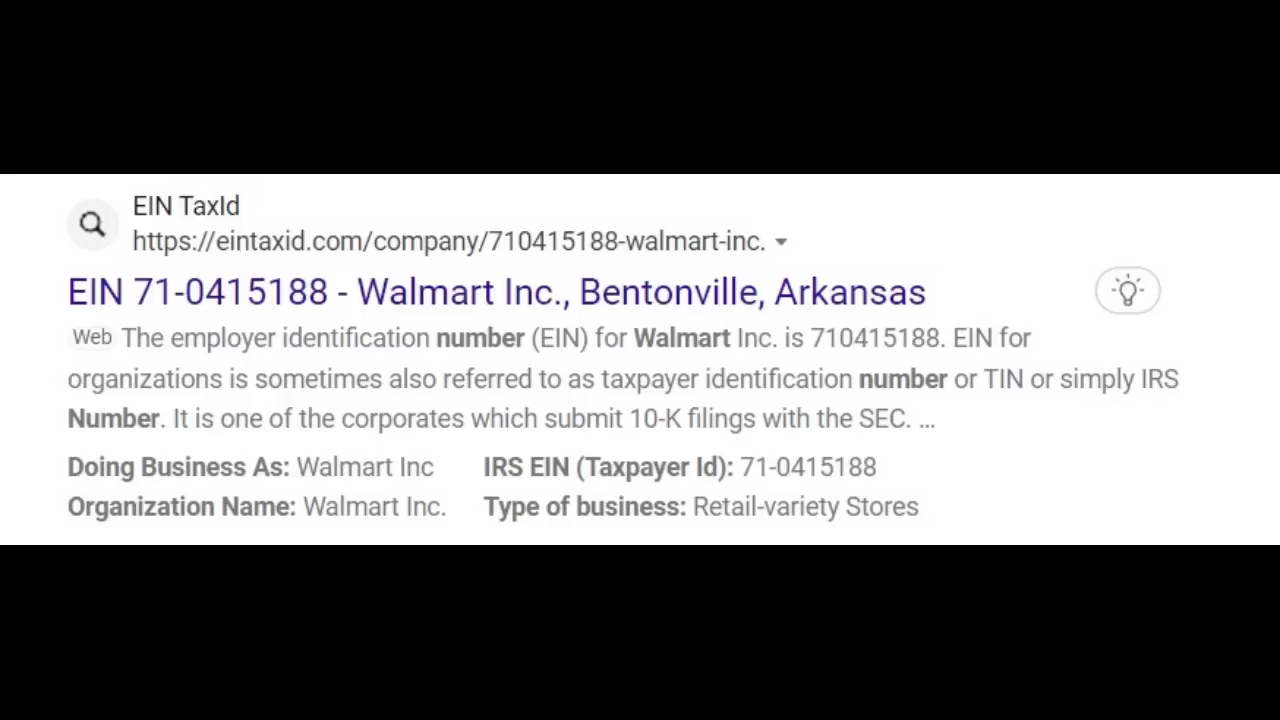 EIN TaxId
https://eintaxid.com/company/710415188-walmart-inc.
EIN 71-0415188 - Walmart Inc., Bentonville, Arkansas
Web The employer identification number (EIN) for Walmart Inc. is 710415188. EIN for
organizations is sometimes also referred to as taxpayer identification number or TIN or simply IRS
Number. It is one of the corporates which submit 10-K filings with the SEC. ...
Doing Business As: Walmart Inc IRS EIN (Taxpayer Id): 71-0415188
Organization Name: Walmart Inc. Type of business: Retail-variety Stores